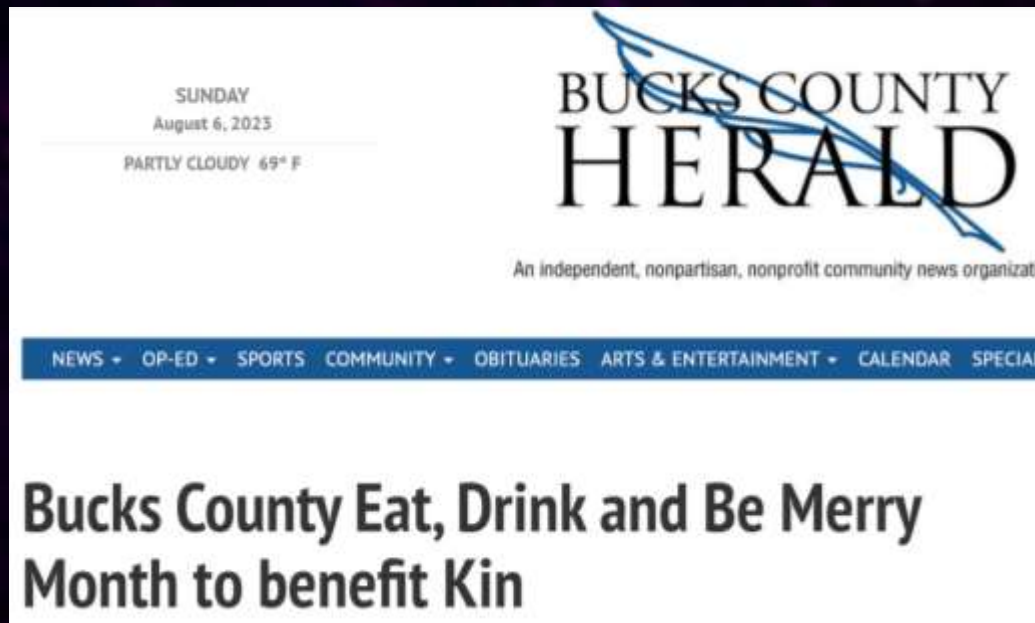 SUNDAY
August 6, 2023
PARTLY CLOUDY 69° F
BUCKS COUNTY
HERALD
An independent, nonpartisan, nonprofit community news organizat
NEWS OP-ED SPORTS COMMUNITY OBITUARIES ARTS & ENTERTAINMENT CALENDAR SPECIA
Bucks County Eat, Drink and Be Merry
Month to benefit Kin